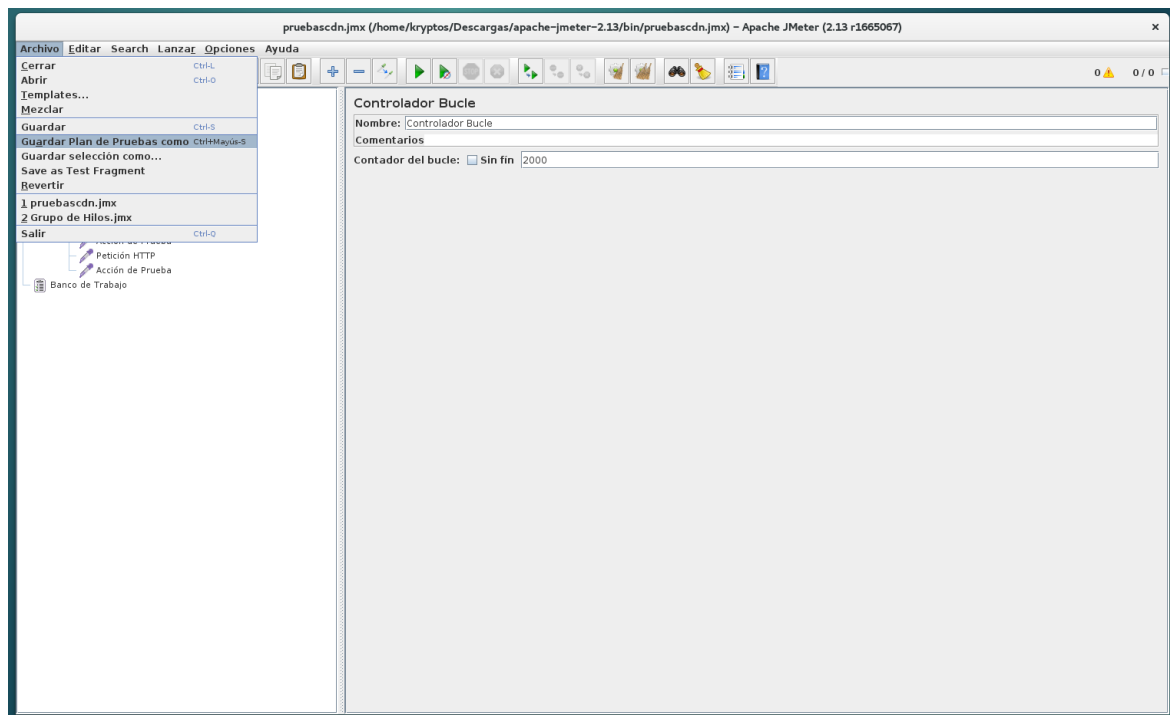 pruebascdn.jmx (/home/kryptos/Descargas/apache-jmeter-2.13/bin/pruebascdn.jmx) - Apache JMeter (2.13 r1665067) ×
Archivo Editar Search Lanzar Opciones Ayuda
Cerrar Ctrl-L
Abrir Ctrl-O
Templates...
Mezclar
Guardar Ctrl-S
Guardar Plan de Pruebas como Ctrl+Mayús-S
Guardar selección como...
Save as Test Fragment
Revertir
1 pruebascdn.jmx
2 Grupo de Hilos.jmx
Salir Ctrl-Q
Acción de Prueba
Petición HTTP
Acción de Prueba
Banco de Trabajo
0 0 / 0
Controlador Bucle
Nombre: Controlador Bucle
Comentarios
Contador del bucle: Sin fín 2000